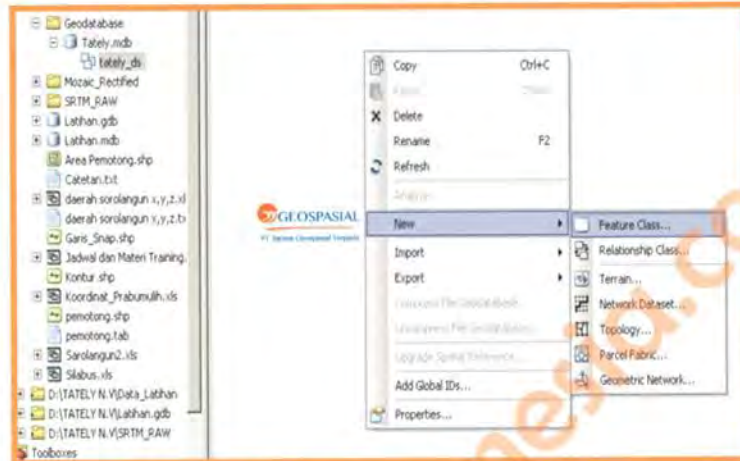 Geodatabase
Tately.mdb
tately_ds
Mozaic_Rectified
SRTM_RAW
Latihan.gdb
Latihan.mdb
Area Pemotong.shp
Catetan.txt
daerah sorolangun x,y,z.xl
daerah sorolangun x,y,z.tx
Garis_Snap.shp
Jadwal dan Materi Training.
Kontur.shp
Koordinat_Prabumulih.xls
pemotong.shp
pemotong.tab
Sarolangun2.xls
Silabus.xls
D:\TATELY N.V\Data_Latihan
D:\TATELY N.V\Latihan.gdb
D:\TATELY N.V\SRTM_RAW
Toolboxes
GEOSPASIAL
Copy Ctrl+C
Delete
Rename F2
Refresh
New
Import
Export
Add Global IDs...
Properties...
Feature Class...
Relationship Class...
Terrain...
Network Dataset...
Topology...
Parcel Fabric...
Geometric Network...